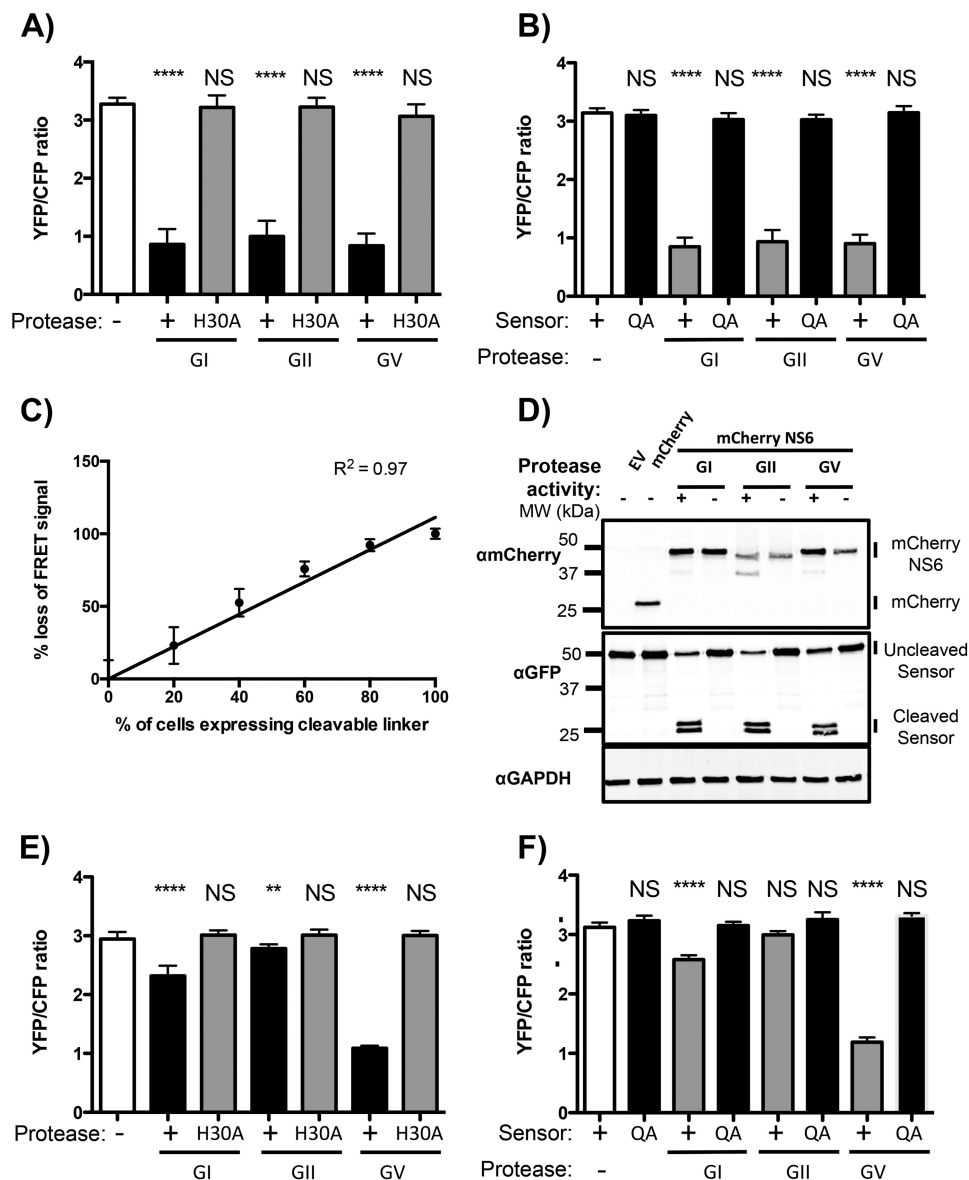 A)
**** NS **** NS **** NS
4
3
2
1
0
YFP/CFP ratio
Protease: - + H30A + H30A + H30A
GI GII GV
B)
NS **** NS **** NS **** NS
4
3
2
1
0
YFP/CFP ratio
Sensor: + QA + QA + QA + QA
Protease: - GI GII GV
C)
R2 = 0.97
150
100
50
0
% loss of FRET signal
0 20 40 60 80 100
% of cells expressing cleavable linker
D)
EV mCherry mCherry NS6
GI GII GV
Protease activity: - - + - + - + -
MW (kDa)
αmCherry
50
37
25
mCherry NS6
mCherry
αGFP
50
37
25
Uncleaved Sensor
Cleaved Sensor
αGAPDH
E)
**** NS ** NS **** NS
4
3
2
1
0
YFP/CFP ratio
Protease: - + H30A + H30A + H30A
GI GII GV
F)
NS **** NS NS NS **** NS
4
3
2
1
0
YFP/CFP ratio
Sensor: + QA + QA + QA + QA
Protease: - GI GII GV